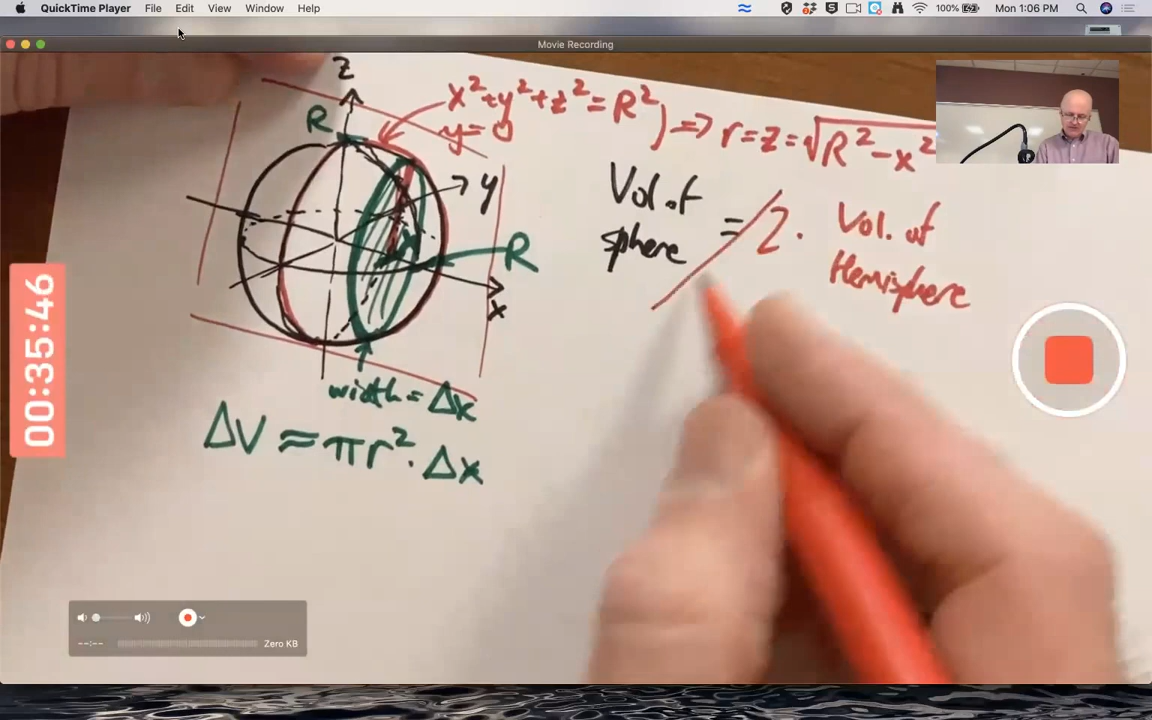 QuickTime Player File Edit View Window Help 100% Mon 1:06 PM
Movie Recording
z
R
x²+y²+z²=R²
y=0
) => r=z=√R²-x²
y
R
x
Vol. of
sphere
= 2.
Vol. of
Hemisphere
width = Δx
ΔV ≈ πr²·Δx
00:35:46
--:-- Zero KB